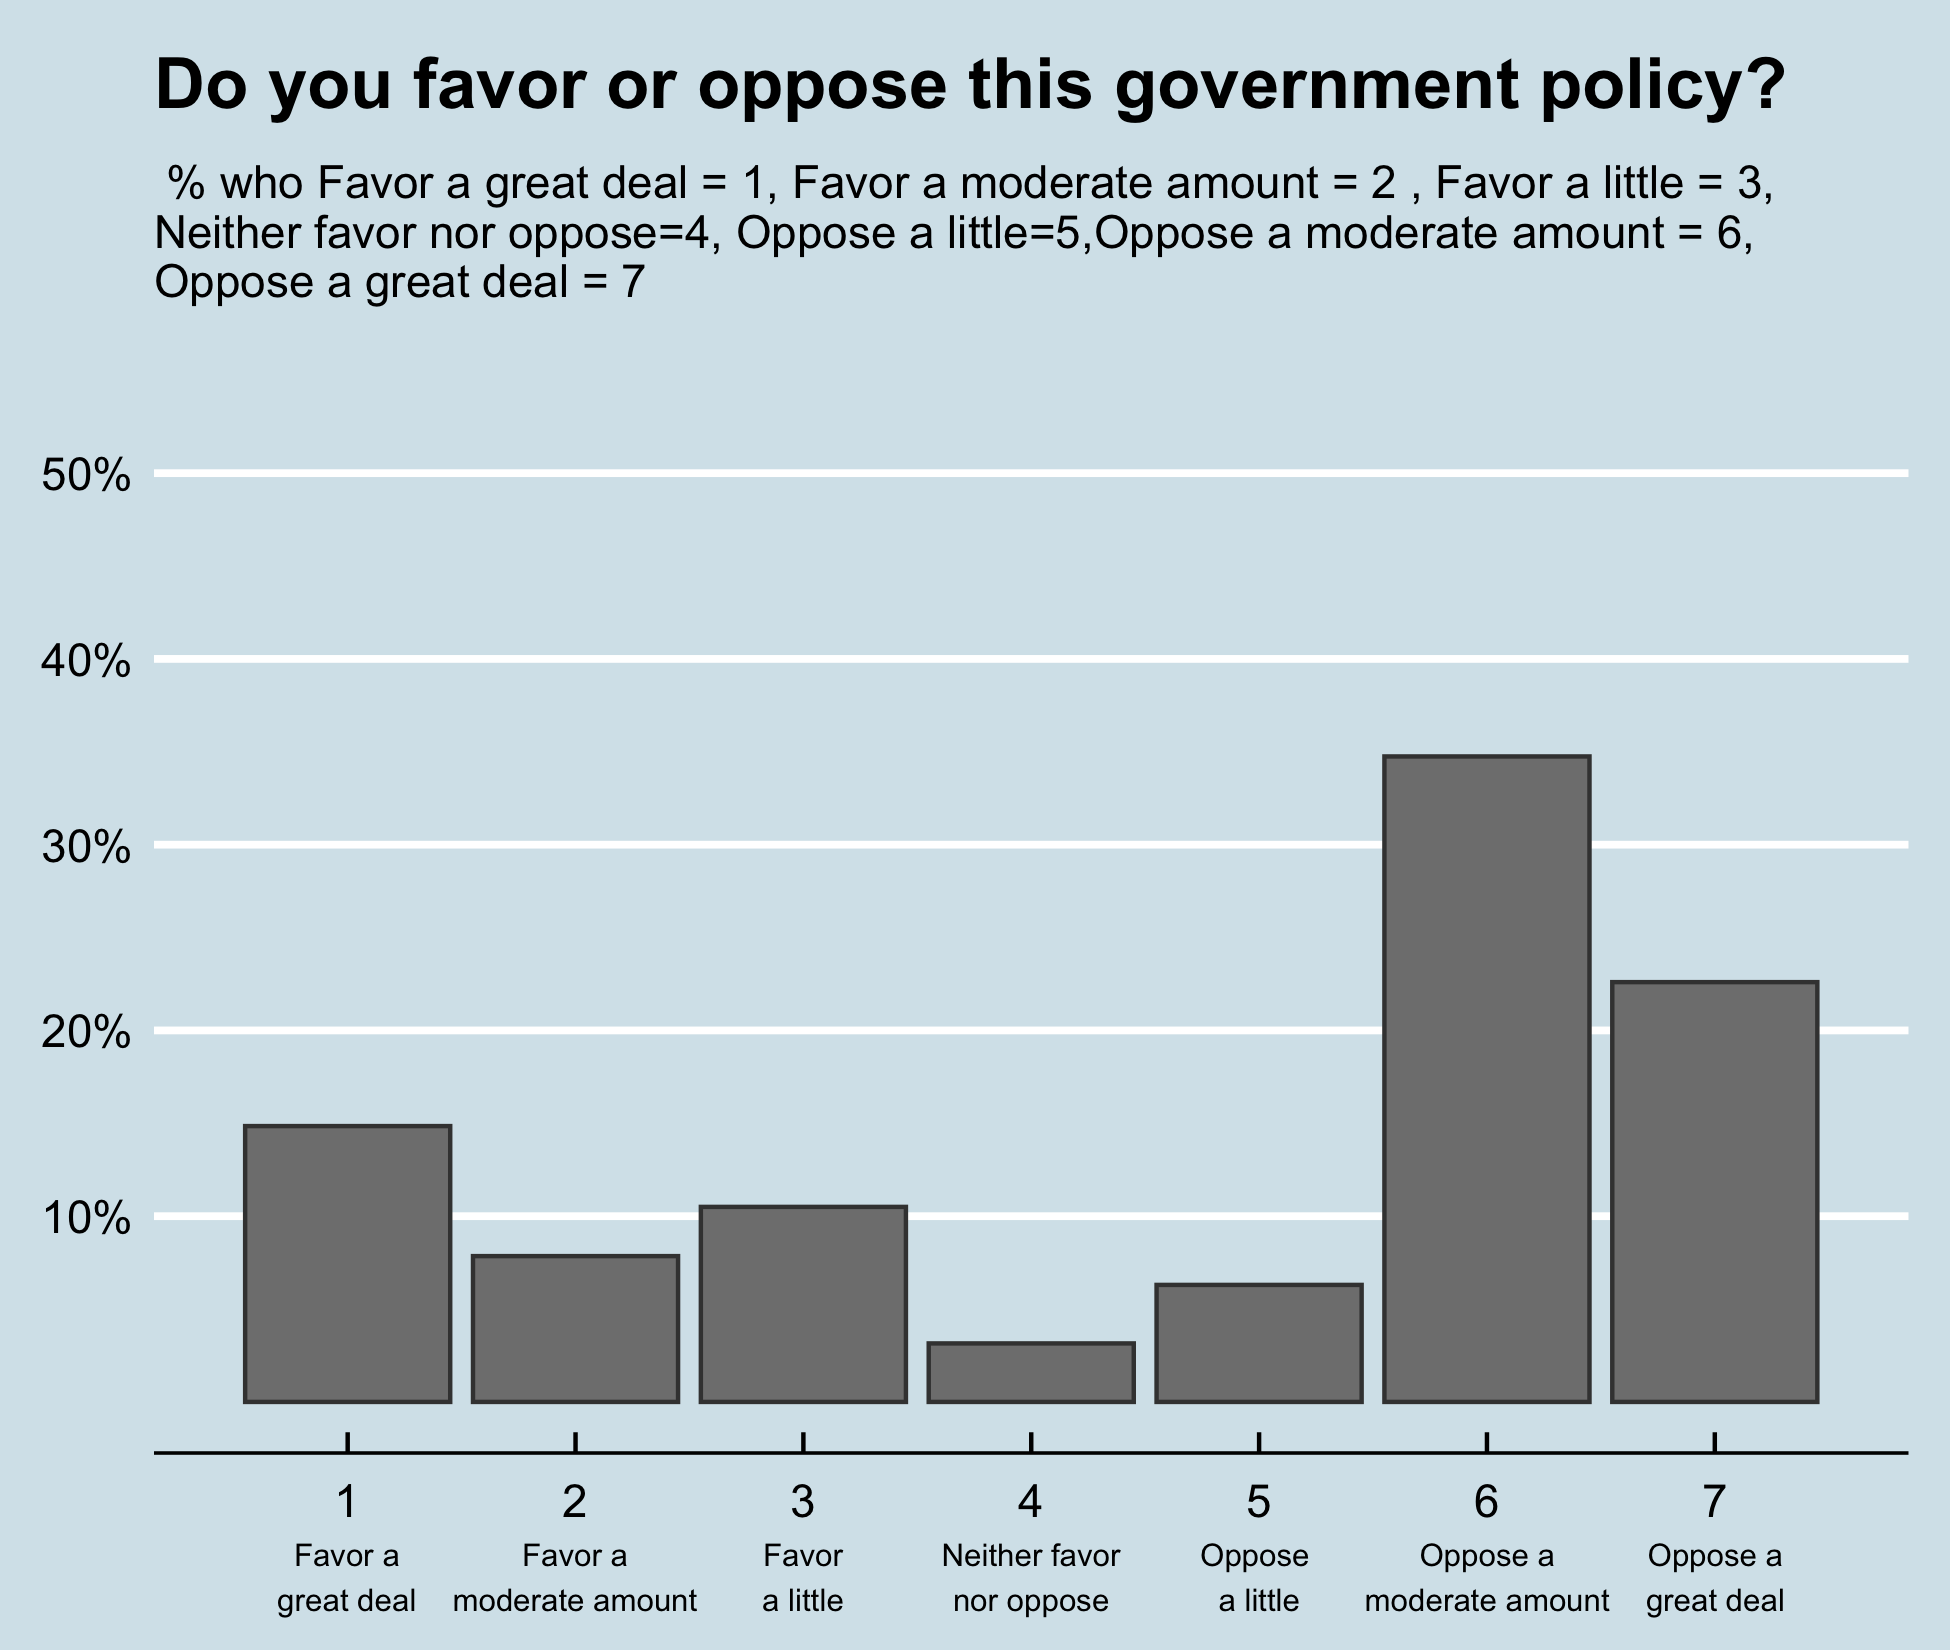 Do you favor or oppose this government policy?
% who Favor a great deal = 1, Favor a moderate amount = 2 , Favor a little = 3,
Neither favor nor oppose=4, Oppose a little=5,Oppose a moderate amount = 6,
Oppose a great deal = 7
50%
40%
30%
20%
10%
1 2 3 4 5 6 7
Favor a Favor a Favor Neither favor Oppose Oppose a Oppose a
great deal moderate amount a little nor oppose a little moderate amount great deal